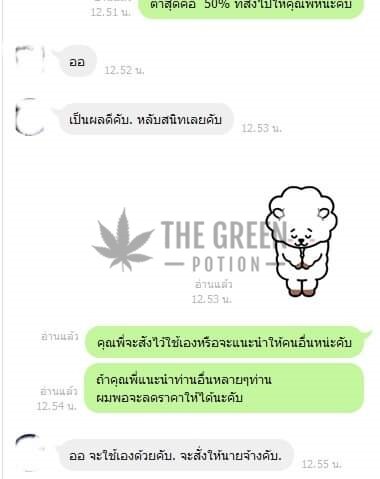 อ่านแล้ว
12.51 น.
ต่ำสุดคือ 50% ที่ส่งไปให้คุณพี่หน่ะคับ
ออ
12.52 น.
เป็นผลดีคับ. หลับสนิทเลยคับ
12.53 น.
THE GREEN
POTION
อ่านแล้ว
12.53 น.
อ่านแล้ว
คุณพี่จะสั่งไว้ใช้เองหรือจะแนะนำให้คนอื่นหน่ะคับ
ถ้าคุณพี่แนะนำท่านอื่นหลายๆท่าน
ผมพอจะลดราคาให้ได้นะคับ
อ่านแล้ว
12.54 น.
ออ จะใช้เองด้วยคับ. จะสั่งให้นายจ้างคับ.
12.55 น.